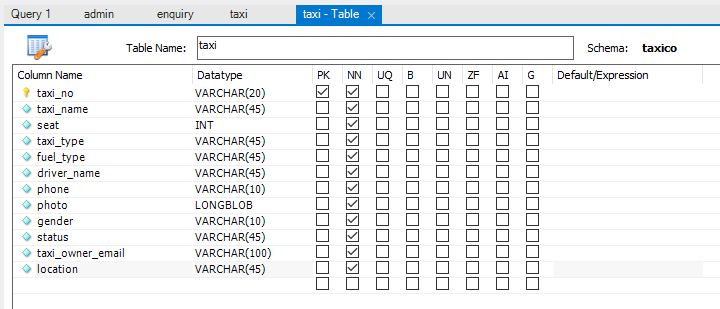 Query 1 admin enquiry taxi taxi - Table ×
Table Name: taxi Schema: taxico
Column Name Datatype PK NN UQ B UN ZF AI G Default/Expression
taxi_no VARCHAR(20)
taxi_name VARCHAR(45)
seat INT
taxi_type VARCHAR(45)
fuel_type VARCHAR(45)
driver_name VARCHAR(45)
phone VARCHAR(10)
photo LONGBLOB
gender VARCHAR(10)
status VARCHAR(45)
taxi_owner_email VARCHAR(100)
location VARCHAR(45)